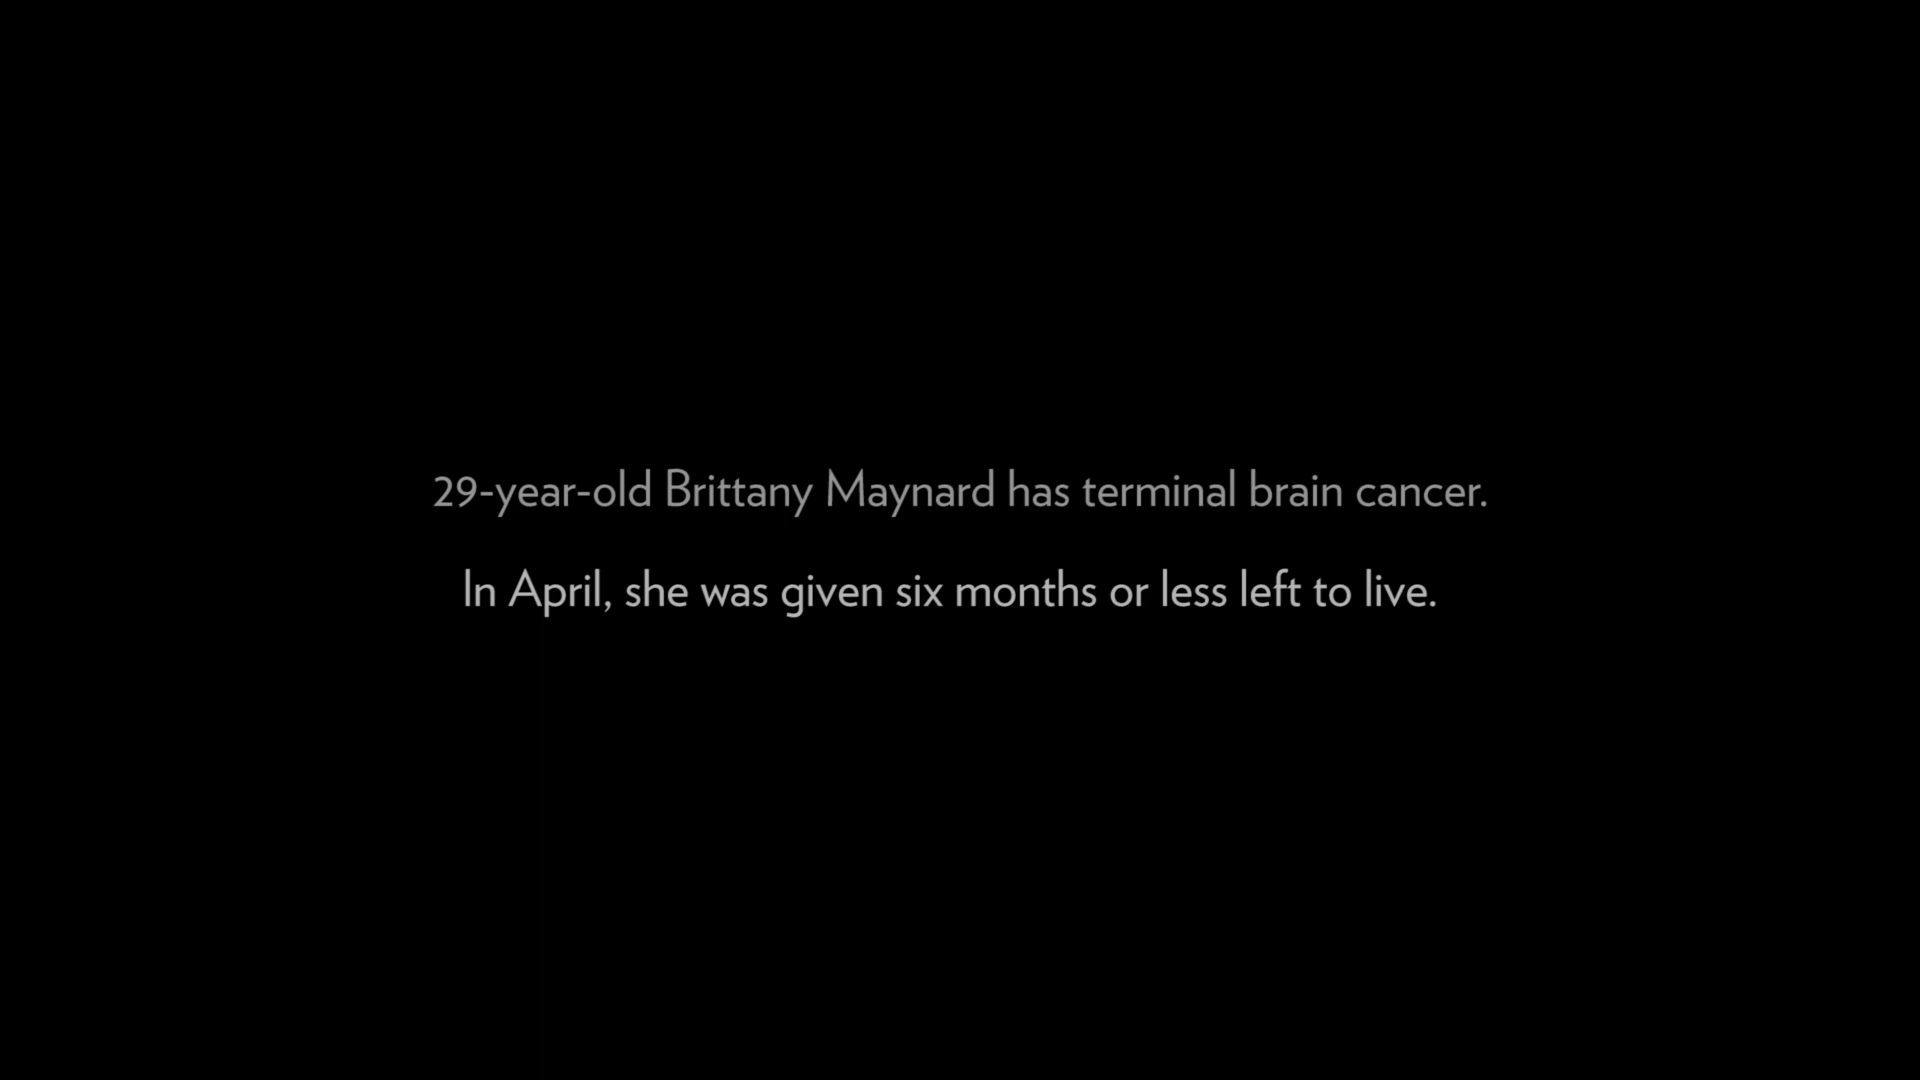 29-year-old Brittany Maynard has terminal brain cancer.
In April, she was given six months or less left to live.